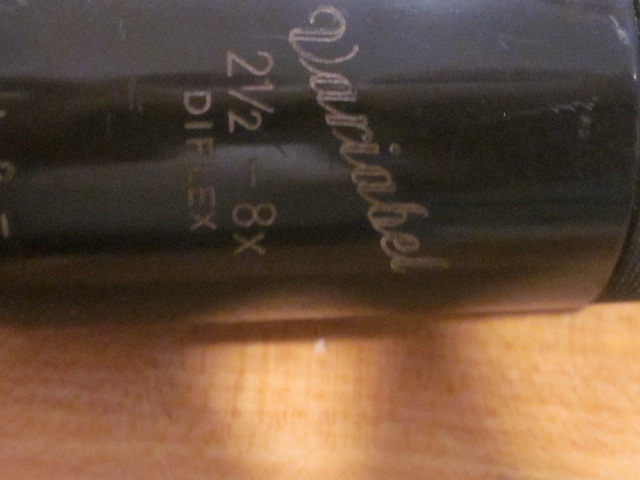 Variabel
2½ - 8x
DIFLEX